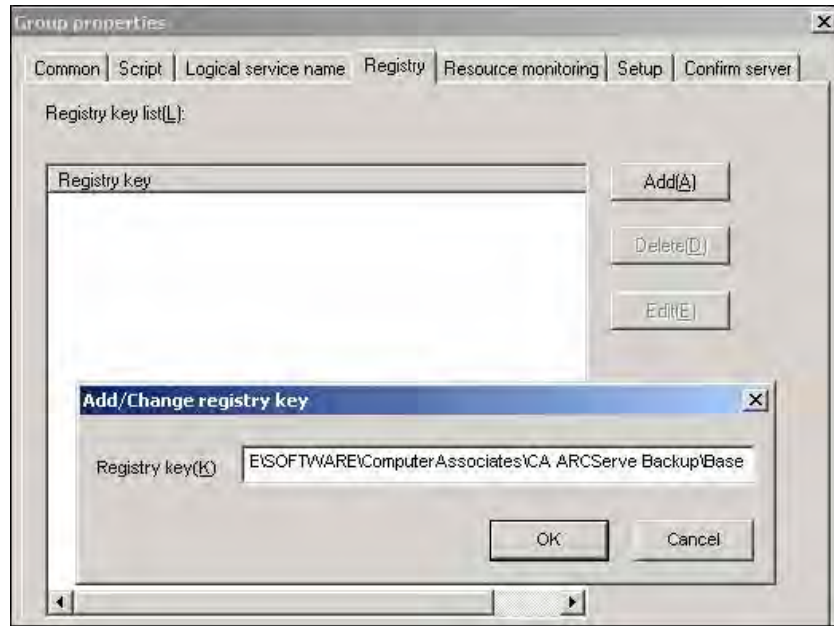 Group properties
Common Script Logical service name Registry Resource monitoring Setup Confirm server
Registry key list(L):
Registry key
Add(A)
Delete(D)
Edit(E)
Add/Change registry key
Registry key(K) E\SOFTWARE\ComputerAssociates\CA ARCServe Backup\Base
OK Cancel